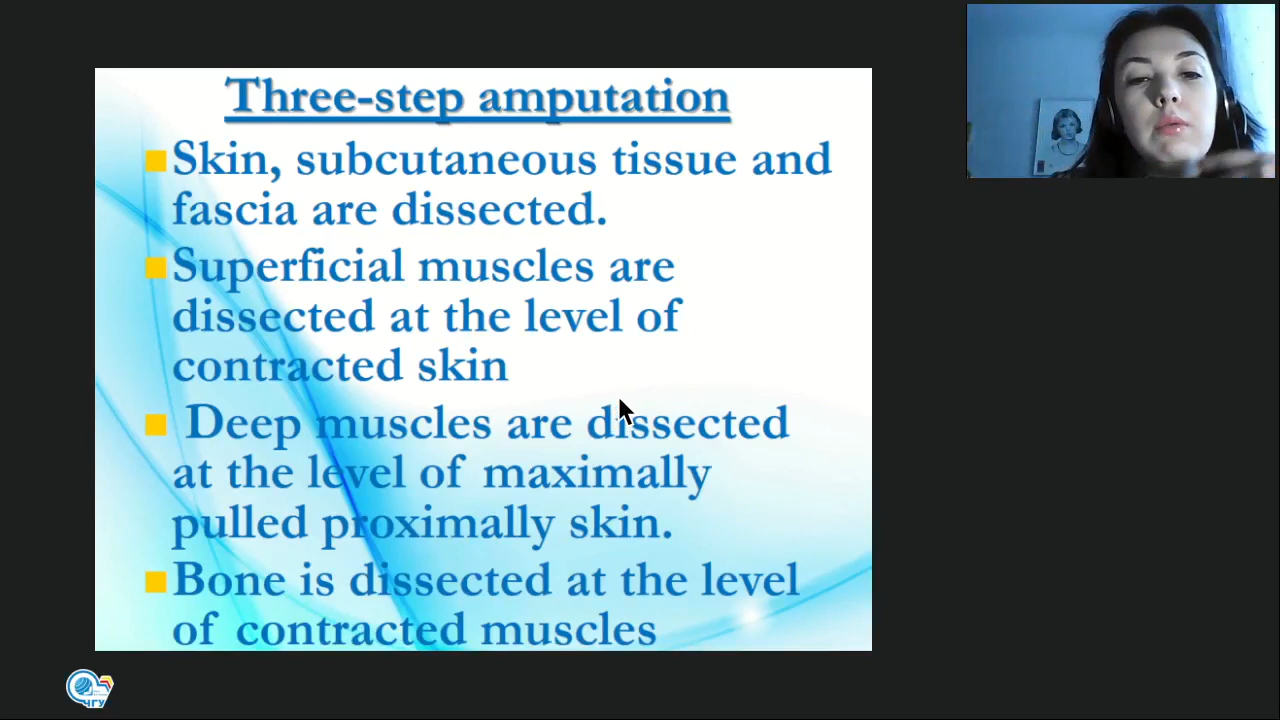 Three-step amputation
Skin, subcutaneous tissue and
fascia are dissected.
Superficial muscles are
dissected at the level of
contracted skin
Deep muscles are dissected
at the level of maximally
pulled proximally skin.
Bone is dissected at the level
of contracted muscles
ЧГУ